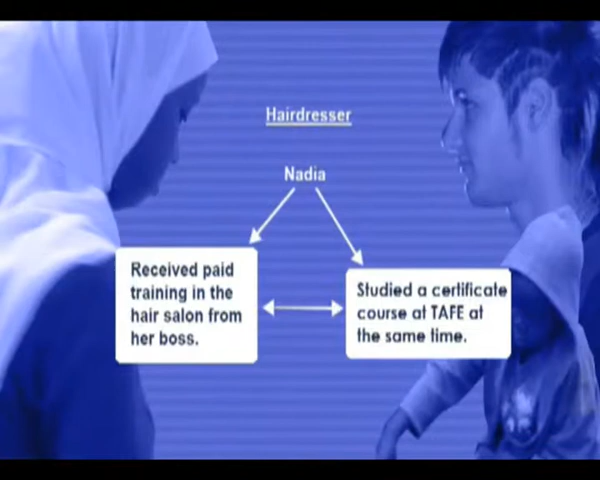 Hairdresser
Nadia
Received paid
training in the
hair salon from
her boss.
Studied a certificate
course at TAFE at
the same time.